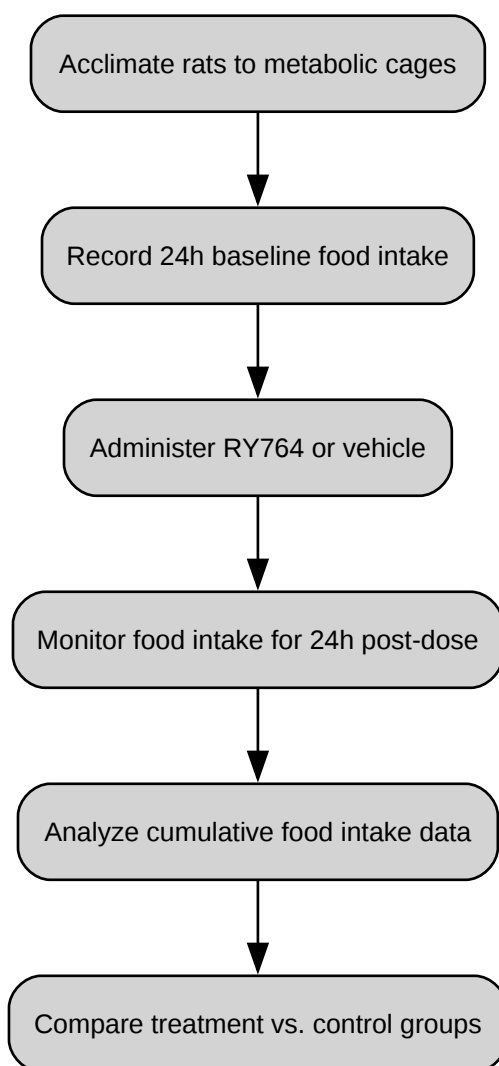 Acclimate rats to metabolic cages
Record 24h baseline food intake
Administer RY764 or vehicle
Monitor food intake for 24h post-dose
Analyze cumulative food intake data
Compare treatment vs. control groups